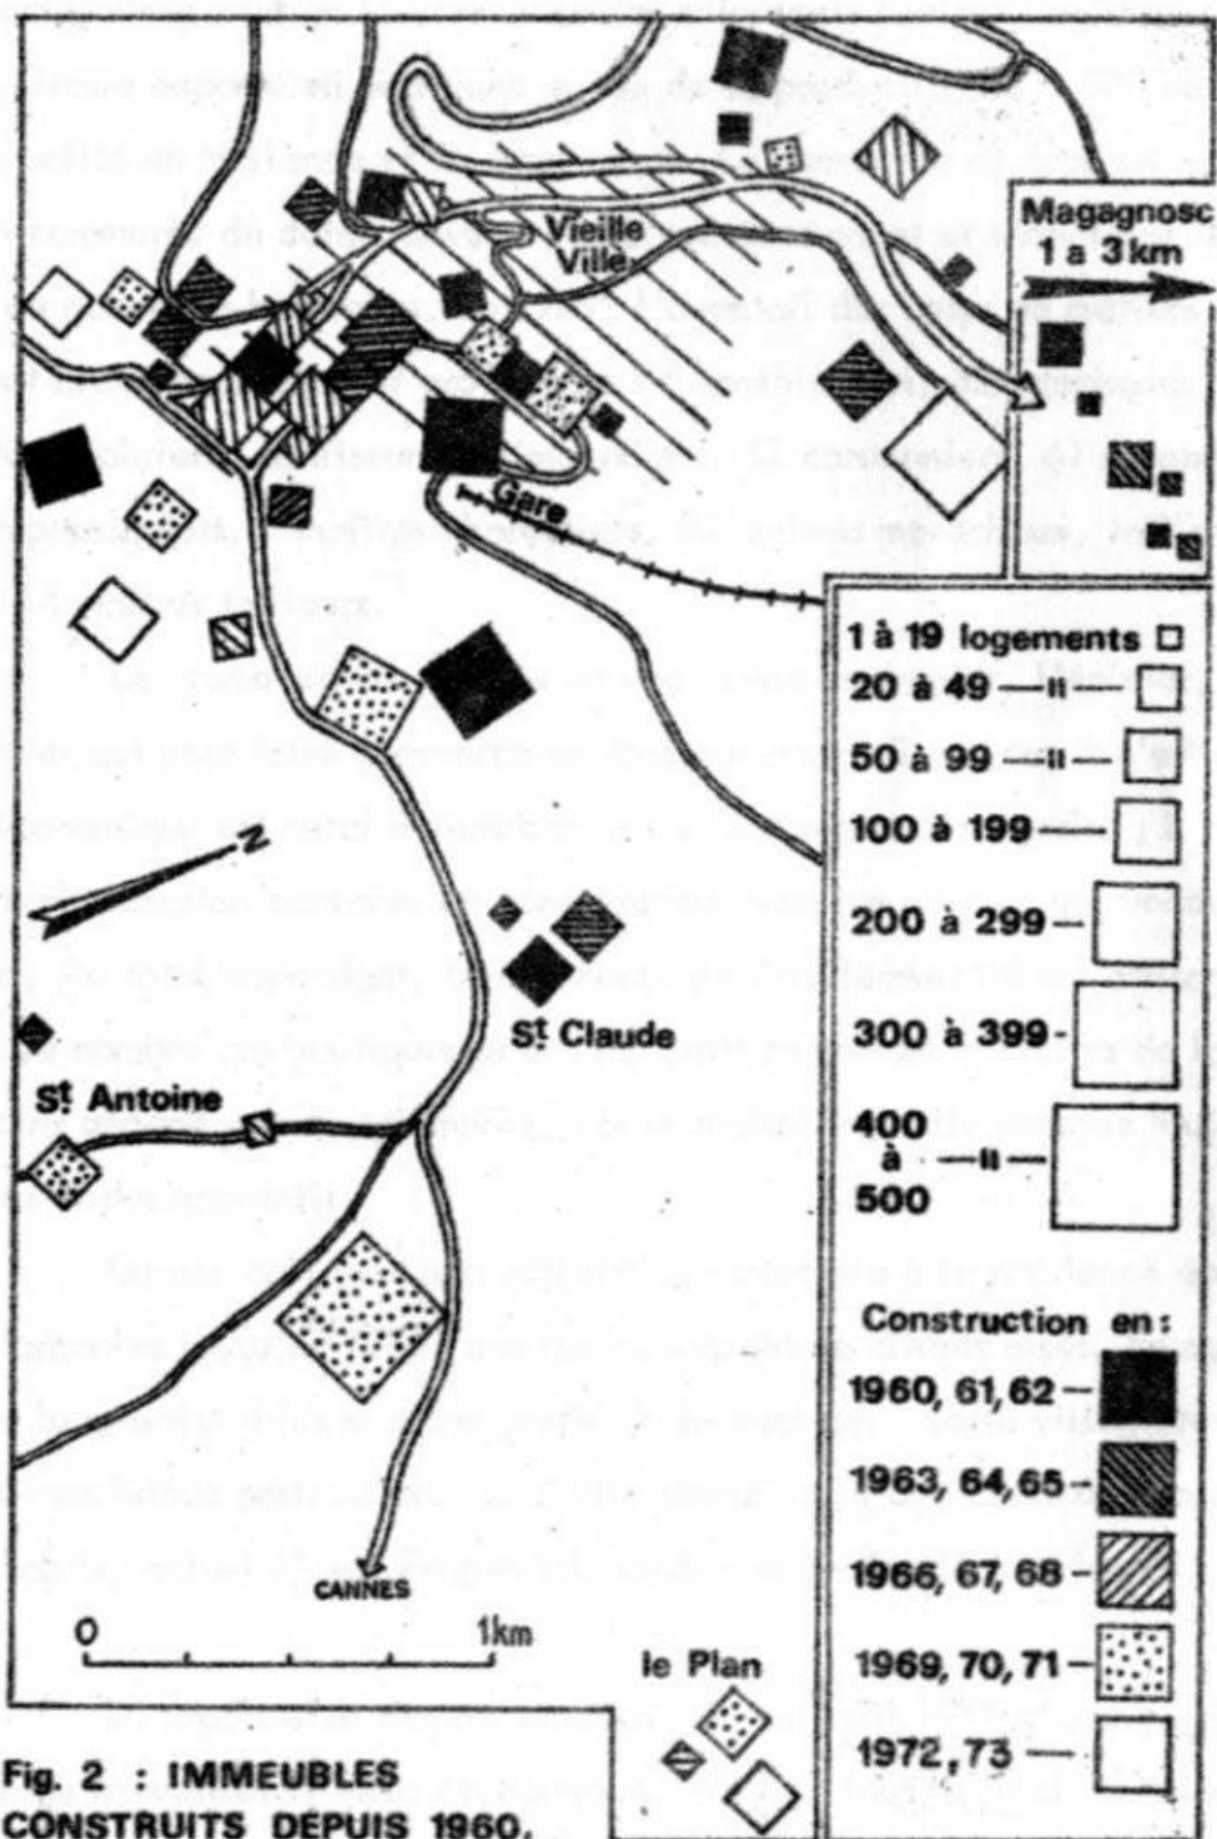 Vieille
Ville
Magagnosc
1 a 3km
Gare
1 à 19 logements
20 à 49 —॥—
50 à 99 —॥—
100 à 199
200 à 299
300 à 399
400
à —॥—
500
N
St Claude
St Antoine
Construction en:
1960, 61, 62
1963, 64, 65
1966, 67, 68
1969, 70, 71
1972, 73
CANNES
0 1km
le Plan
Fig. 2 : IMMEUBLES
CONSTRUITS DEPUIS 1960.